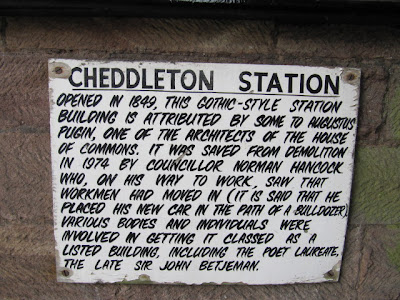 CHEDDLETON STATION
OPENED IN 1849, THIS GOTHIC-STYLE STATION
BUILDING IS ATTRIBUTED BY SOME TO AUGUSTUS
PUGIN, ONE OF THE ARCHITECTS OF THE HOUSE
OF COMMONS. IT WAS SAVED FROM DEMOLITION
IN 1974 BY COUNCILLOR NORMAN HANCOCK
WHO, ON HIS WAY TO WORK, SAW THAT
WORKMEN HAD MOVED IN (IT IS SAID THAT HE
PLACED HIS NEW CAR IN THE PATH OF A BULLDOZER)
VARIOUS BODIES AND INDIVIDUALS WERE
INVOLVED IN GETTING IT CLASSED AS A
LISTED BUILDING, INCLUDING THE POET LAUREATE,
THE LATE SIR JOHN BETJEMAN.